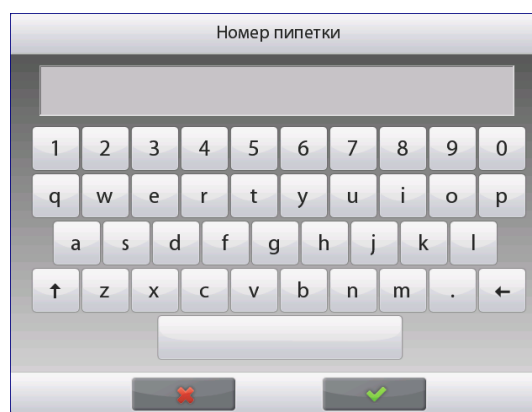 Номер пипетки
1 2 3 4 5 6 7 8 9 0
q w e r t y u i o p
a s d f g h j k l
↑ z x c v b n m . ←